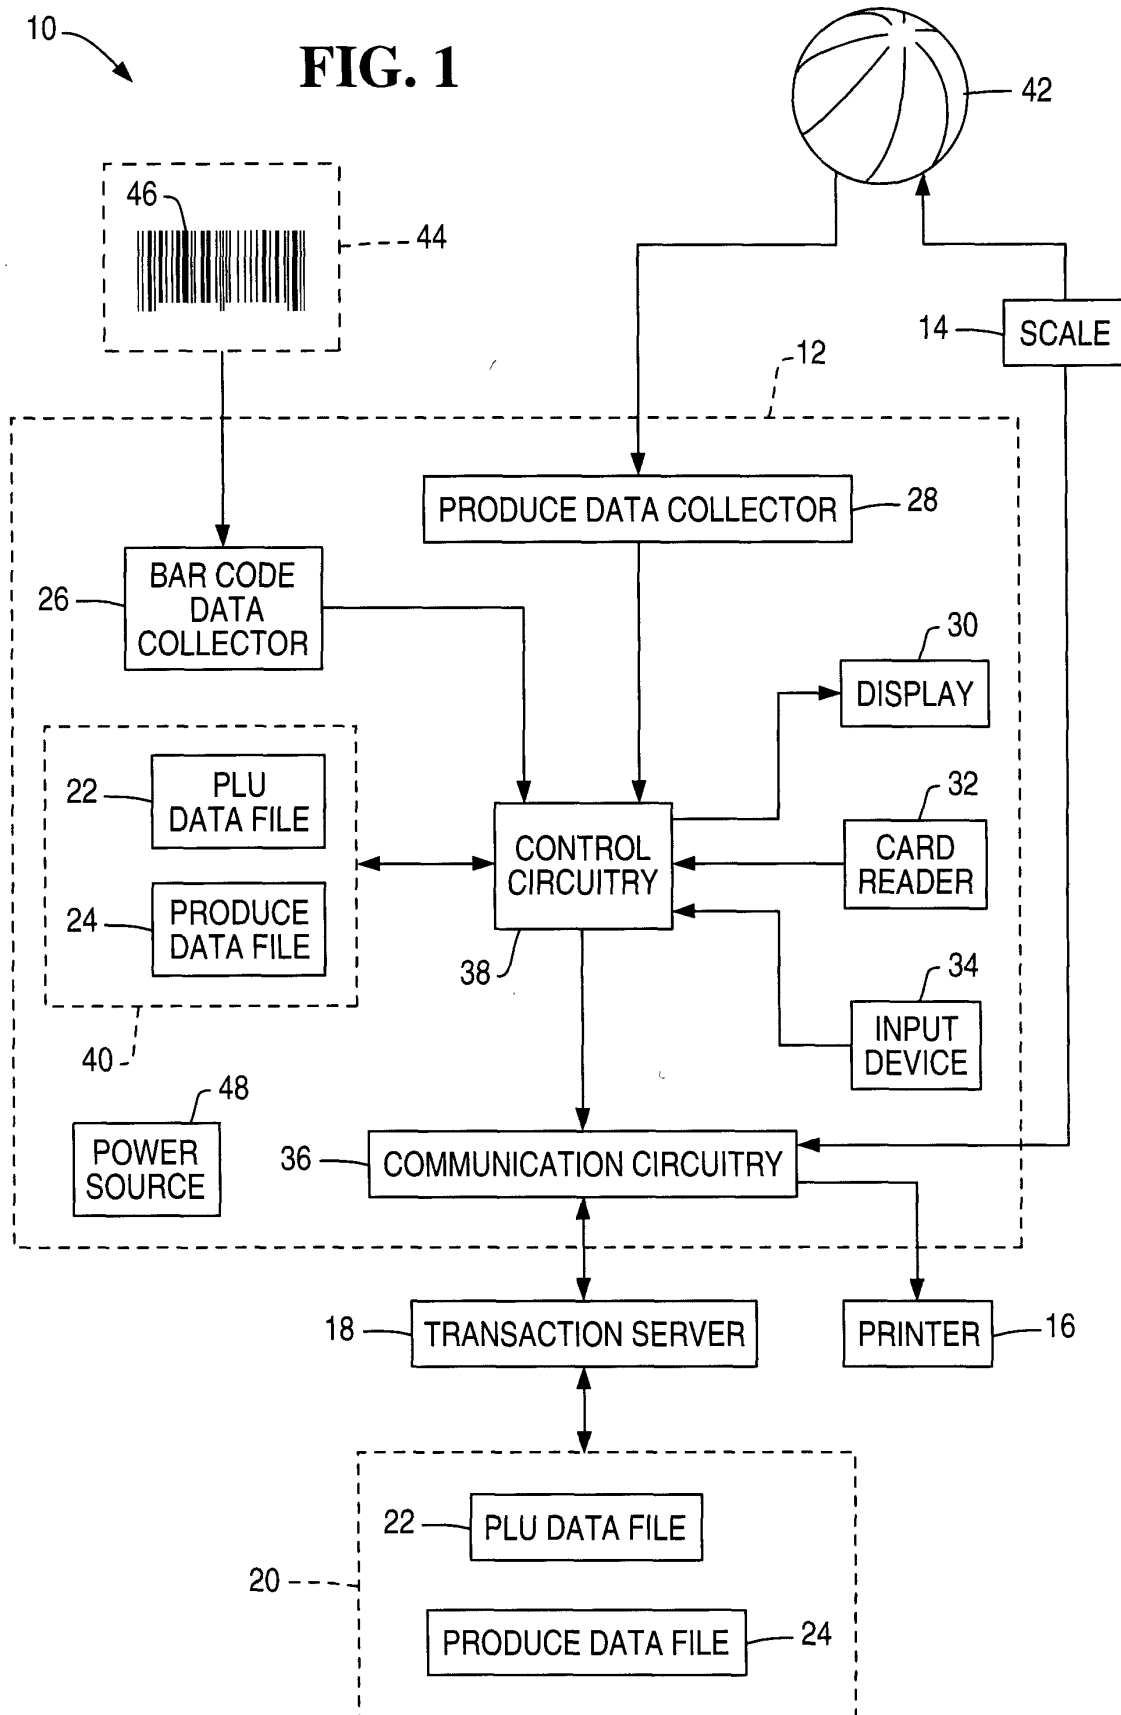 10
FIG. 1
42
46
44
14
SCALE
12
PRODUCE DATA COLLECTOR
28
26
BAR CODE
DATA
COLLECTOR
30
DISPLAY
22
PLU
DATA FILE
32
CARD
READER
CONTROL
CIRCUITRY
24
PRODUCE
DATA FILE
38
34
INPUT
DEVICE
40
48
POWER
SOURCE
36
COMMUNICATION CIRCUITRY
18
TRANSACTION SERVER
PRINTER
16
22
PLU DATA FILE
20
PRODUCE DATA FILE
24